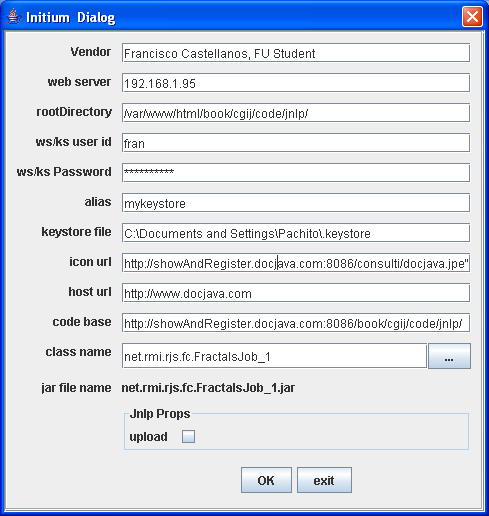 Initium Dialog
Vendor Francisco Castellanos, FU Student
web server 192.168.1.95
rootDirectory /var/www/html/book/cgij/code/jnlp/
ws/ks user id fran
ws/ks Password **********
alias mykeystore
keystore file C:\Documents and Settings\Pachito\.keystore
icon url http://showAndRegister.docjava.com:8086/consulti/docjava.jpe"
host url http://www.docjava.com
code base http://showAndRegister.docjava.com:8086/book/cgij/code/jnlp/
class name net.rmi.rjs.fc.FractalsJob_1 ...
jar file name net.rmi.rjs.fc.FractalsJob_1.jar
Jnlp Props
upload
OK exit